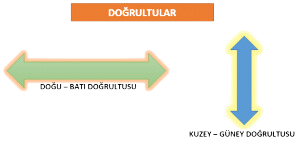 DOĞRULTULAR
DOĞU – BATI DOĞRULTUSU
KUZEY – GÜNEY DOĞRULTUSU